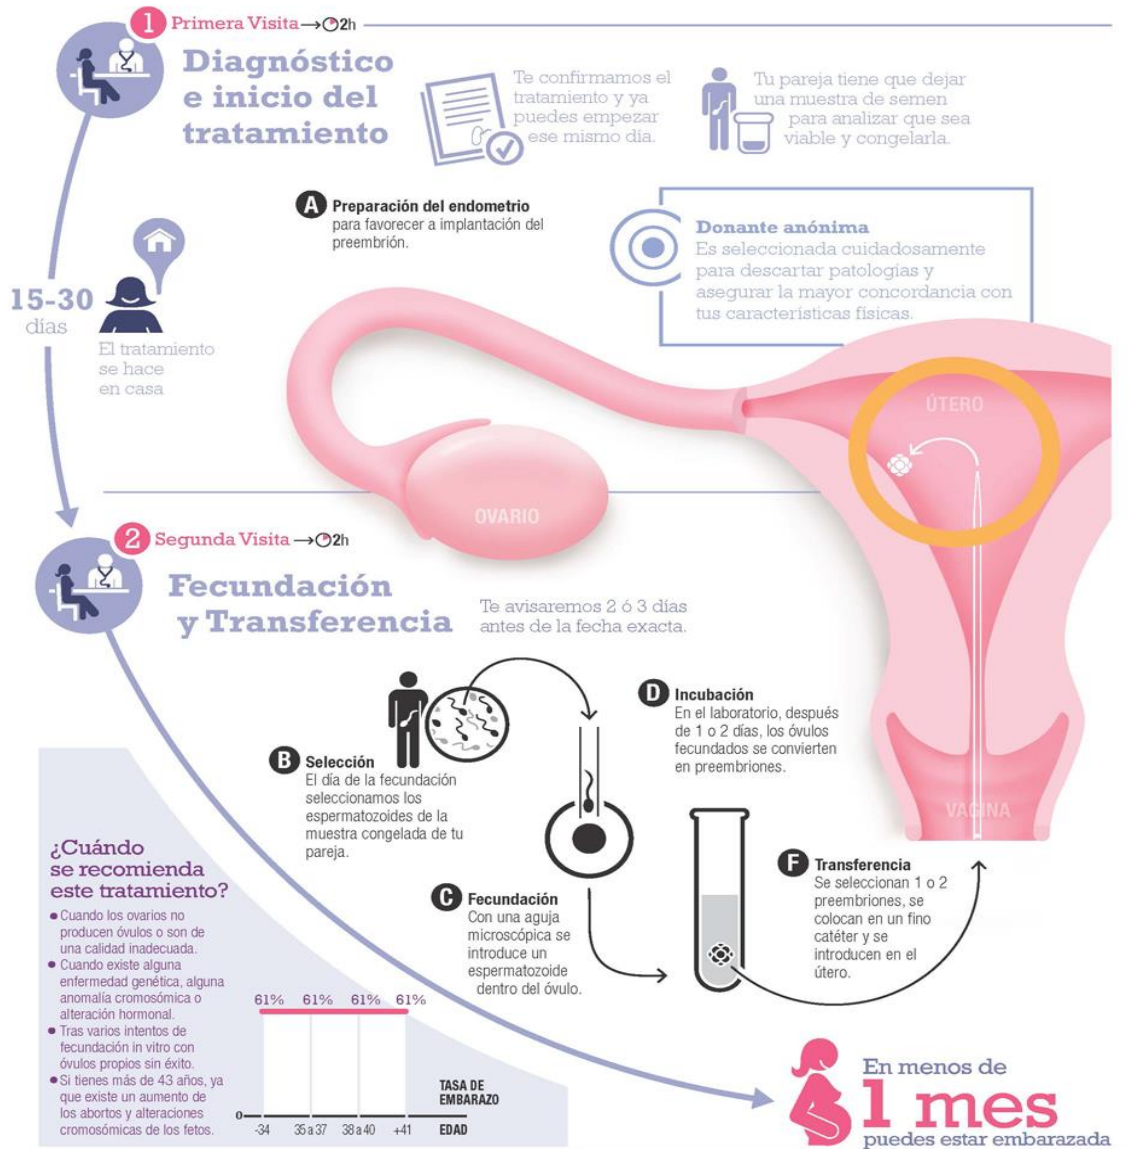 1 Primera Visita → 2h
Diagnóstico
e inicio del
tratamiento
Te confirmamos el
tratamiento y ya
puedes empezar
ese mismo día.
Tu pareja tiene que dejar
una muestra de semen
para analizar que sea
viable y congelarla.
A Preparación del endometrio
para favorecer a implantación del
preembrión.
Donante anónima
Es seleccionada cuidadosamente
para descartar patologías y
asegurar la mayor concordancia con
tus características físicas.
15-30
días
El tratamiento
se hace
en casa
ÚTERO
OVARIO
VAGINA
2 Segunda Visita → 2h
Fecundación
y Transferencia
Te avisaremos 2 ó 3 días
antes de la fecha exacta.
B Selección
El día de la fecundación
seleccionamos los
espermatozoides de la
muestra congelada de tu
pareja.
C Fecundación
Con una aguja
microscópica se
introduce un
espermatozoide
dentro del óvulo.
D Incubación
En el laboratorio, después
de 1 o 2 días, los óvulos
fecundados se convierten
en preembriones.
F Transferencia
Se seleccionan 1 o 2
preembriones, se
colocan en un fino
catéter y se
introducen en el
útero.
¿Cuándo
se recomienda
este tratamiento?
• Cuando los ovarios no
producen óvulos o son de
una calidad inadecuada.
• Cuando existe alguna
enfermedad genética, alguna
anomalía cromosómica o
alteración hormonal.
• Tras varios intentos de
fecundación in vitro con
óvulos propios sin éxito.
• Si tienes más de 43 años, ya
que existe un aumento de
los abortos y alteraciones
cromosómicas de los fetos.
61% 61% 61% 61%
TASA DE
EMBARAZO
0
-34 35 a 37 38 a 40 +41 EDAD
En menos de
1 mes
puedes estar embarazada